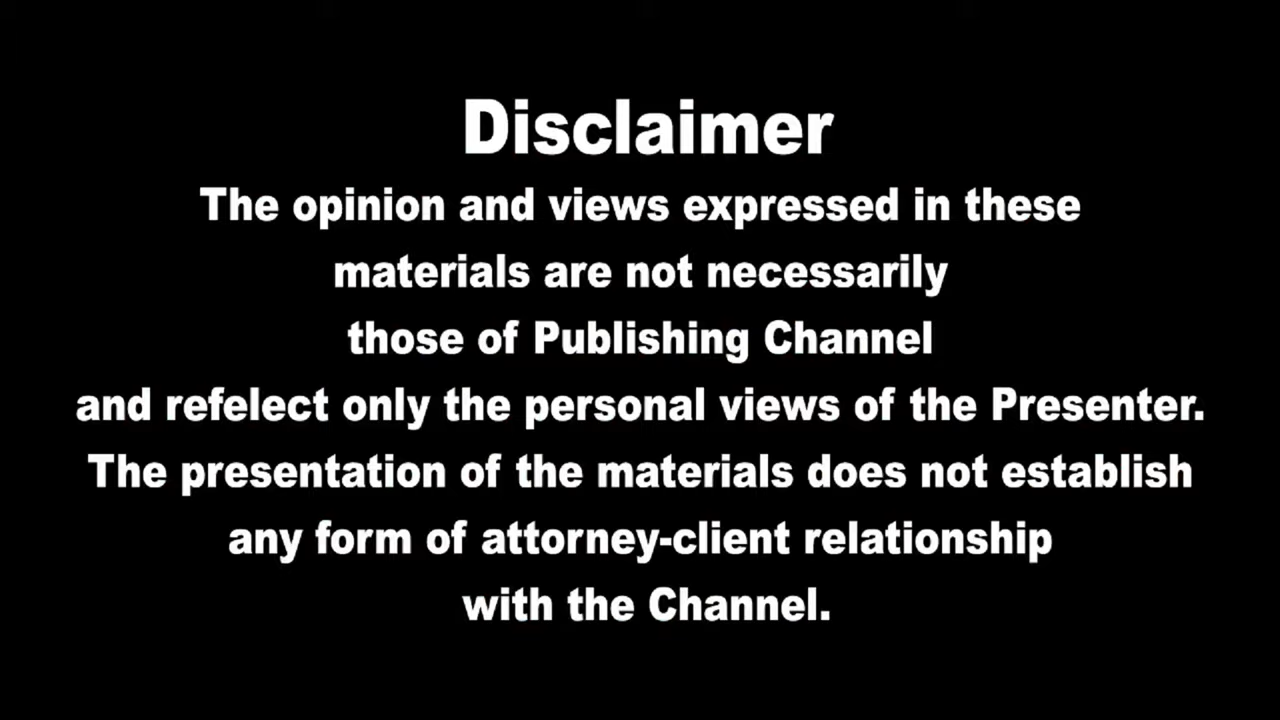 Disclaimer
The opinion and views expressed in these
materials are not necessarily
those of Publishing Channel
and refelect only the personal views of the Presenter.
The presentation of the materials does not establish
any form of attorney-client relationship
with the Channel.